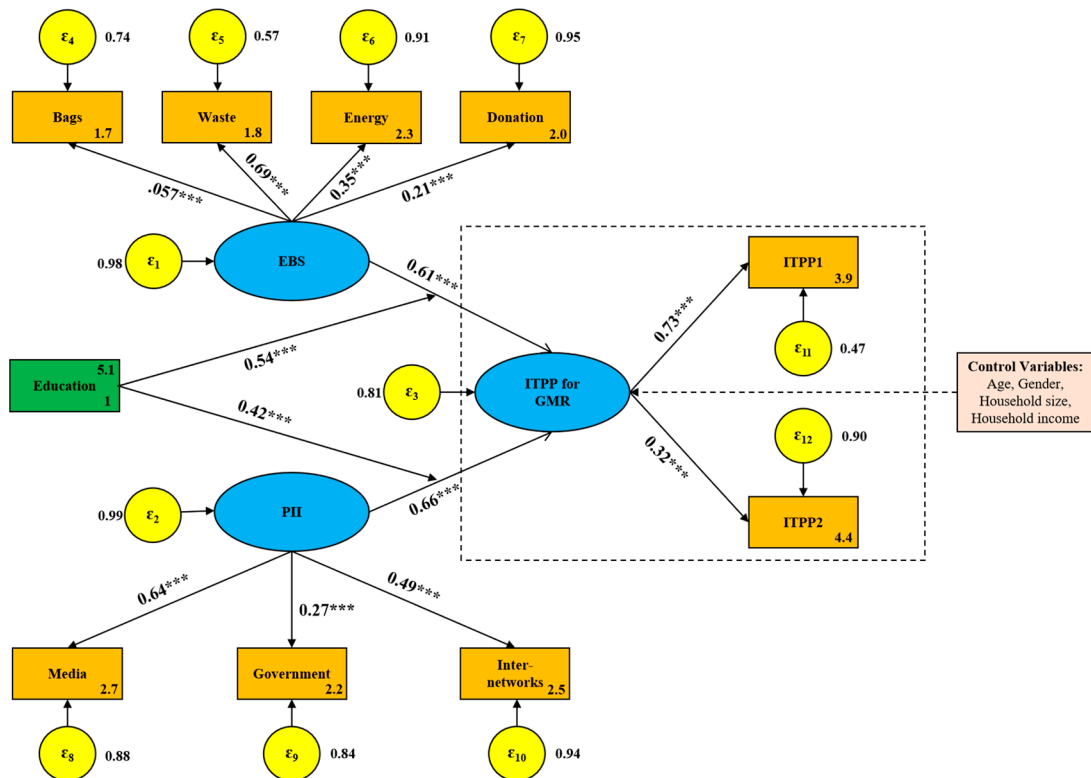 ε4 0.74
ε5 0.57
ε6 0.91
ε7 0.95
Bags
1.7
Waste
1.8
Energy
2.3
Donation
2.0
.057***
0.69***
0.35***
0.21***
0.98
ε1
EBS
0.61***
ITPP1
3.9
0.73***
ε11 0.47
0.54***
5.1
Education
1
0.81
ε3
ITPP for
GMR
Control Variables:
Age, Gender,
Household size,
Household income
0.42***
0.32***
ε12 0.90
0.66***
0.99
ε2
PII
ITPP2
4.4
0.64***
0.27***
0.49***
Media
2.7
Government
2.2
Inter-
networks
2.5
ε8 0.88
ε9 0.84
ε10 0.94